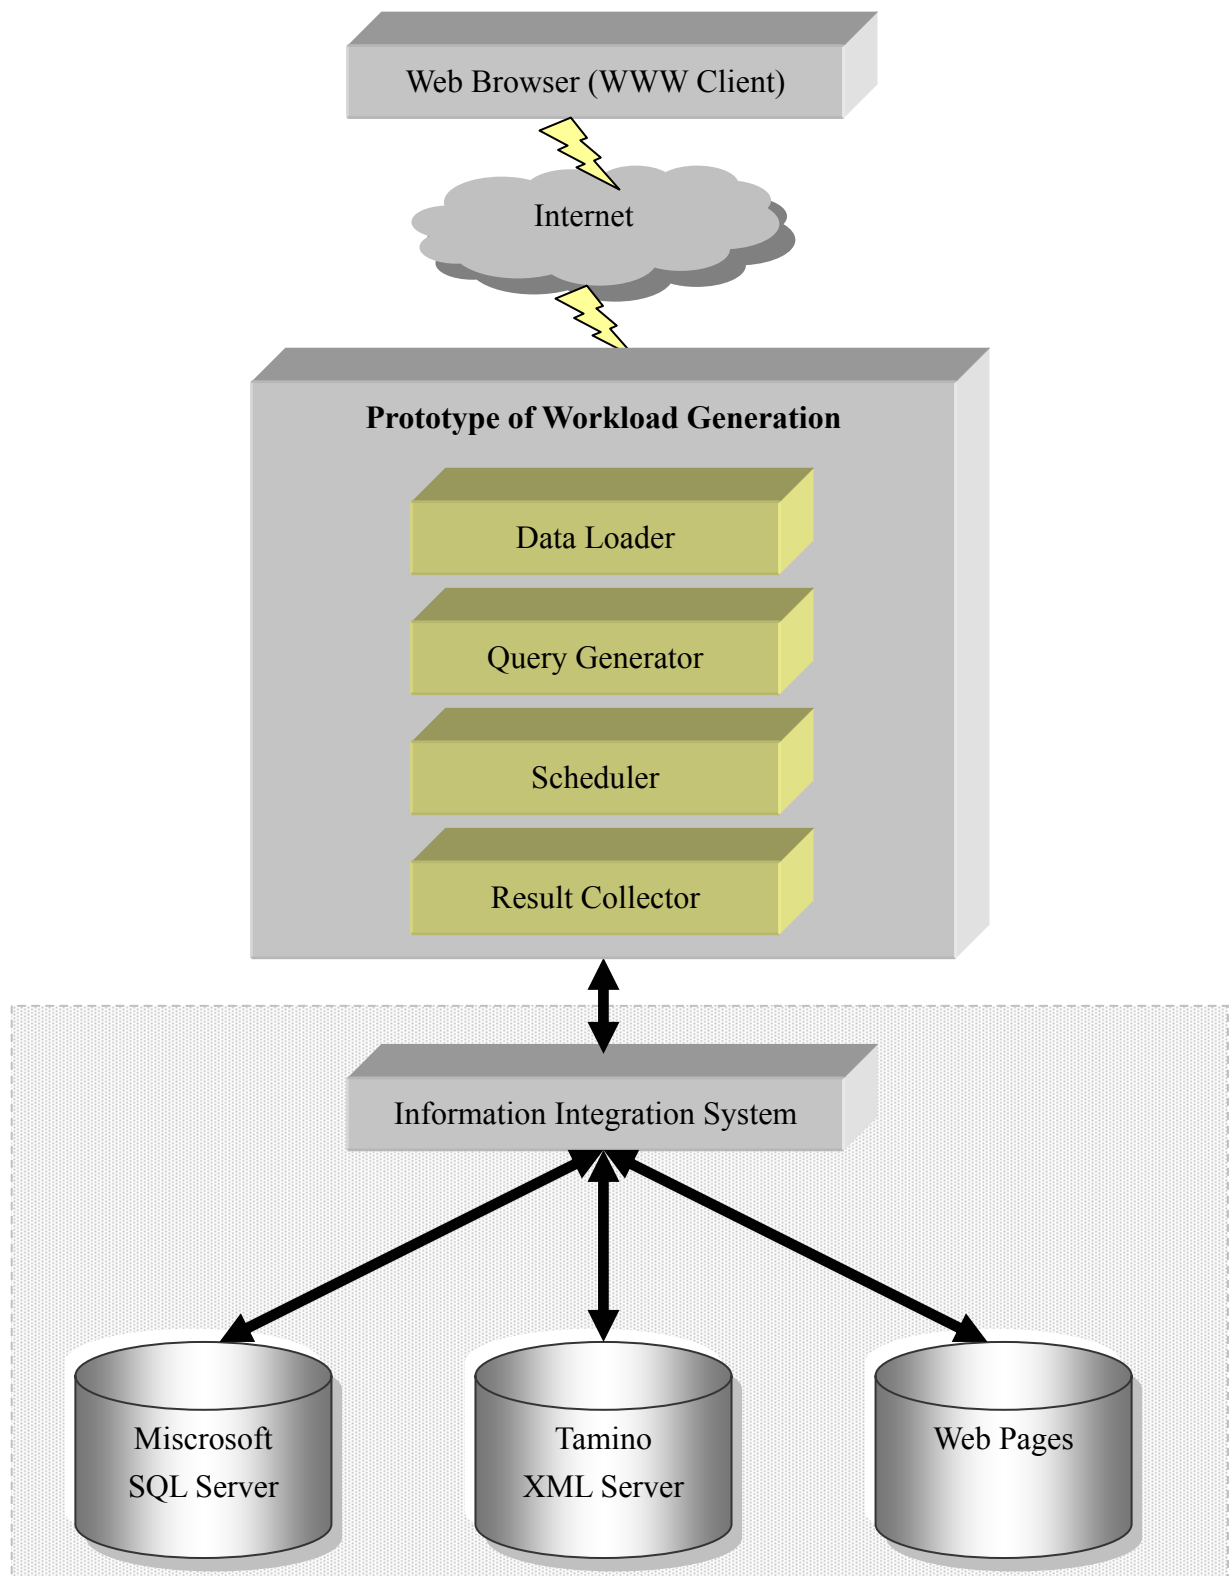 Web Browser (WWW Client)
Internet
Prototype of Workload Generation
Data Loader
Query Generator
Scheduler
Result Collector
Information Integration System
Miscrosoft
SQL Server
Tamino
XML Server
Web Pages